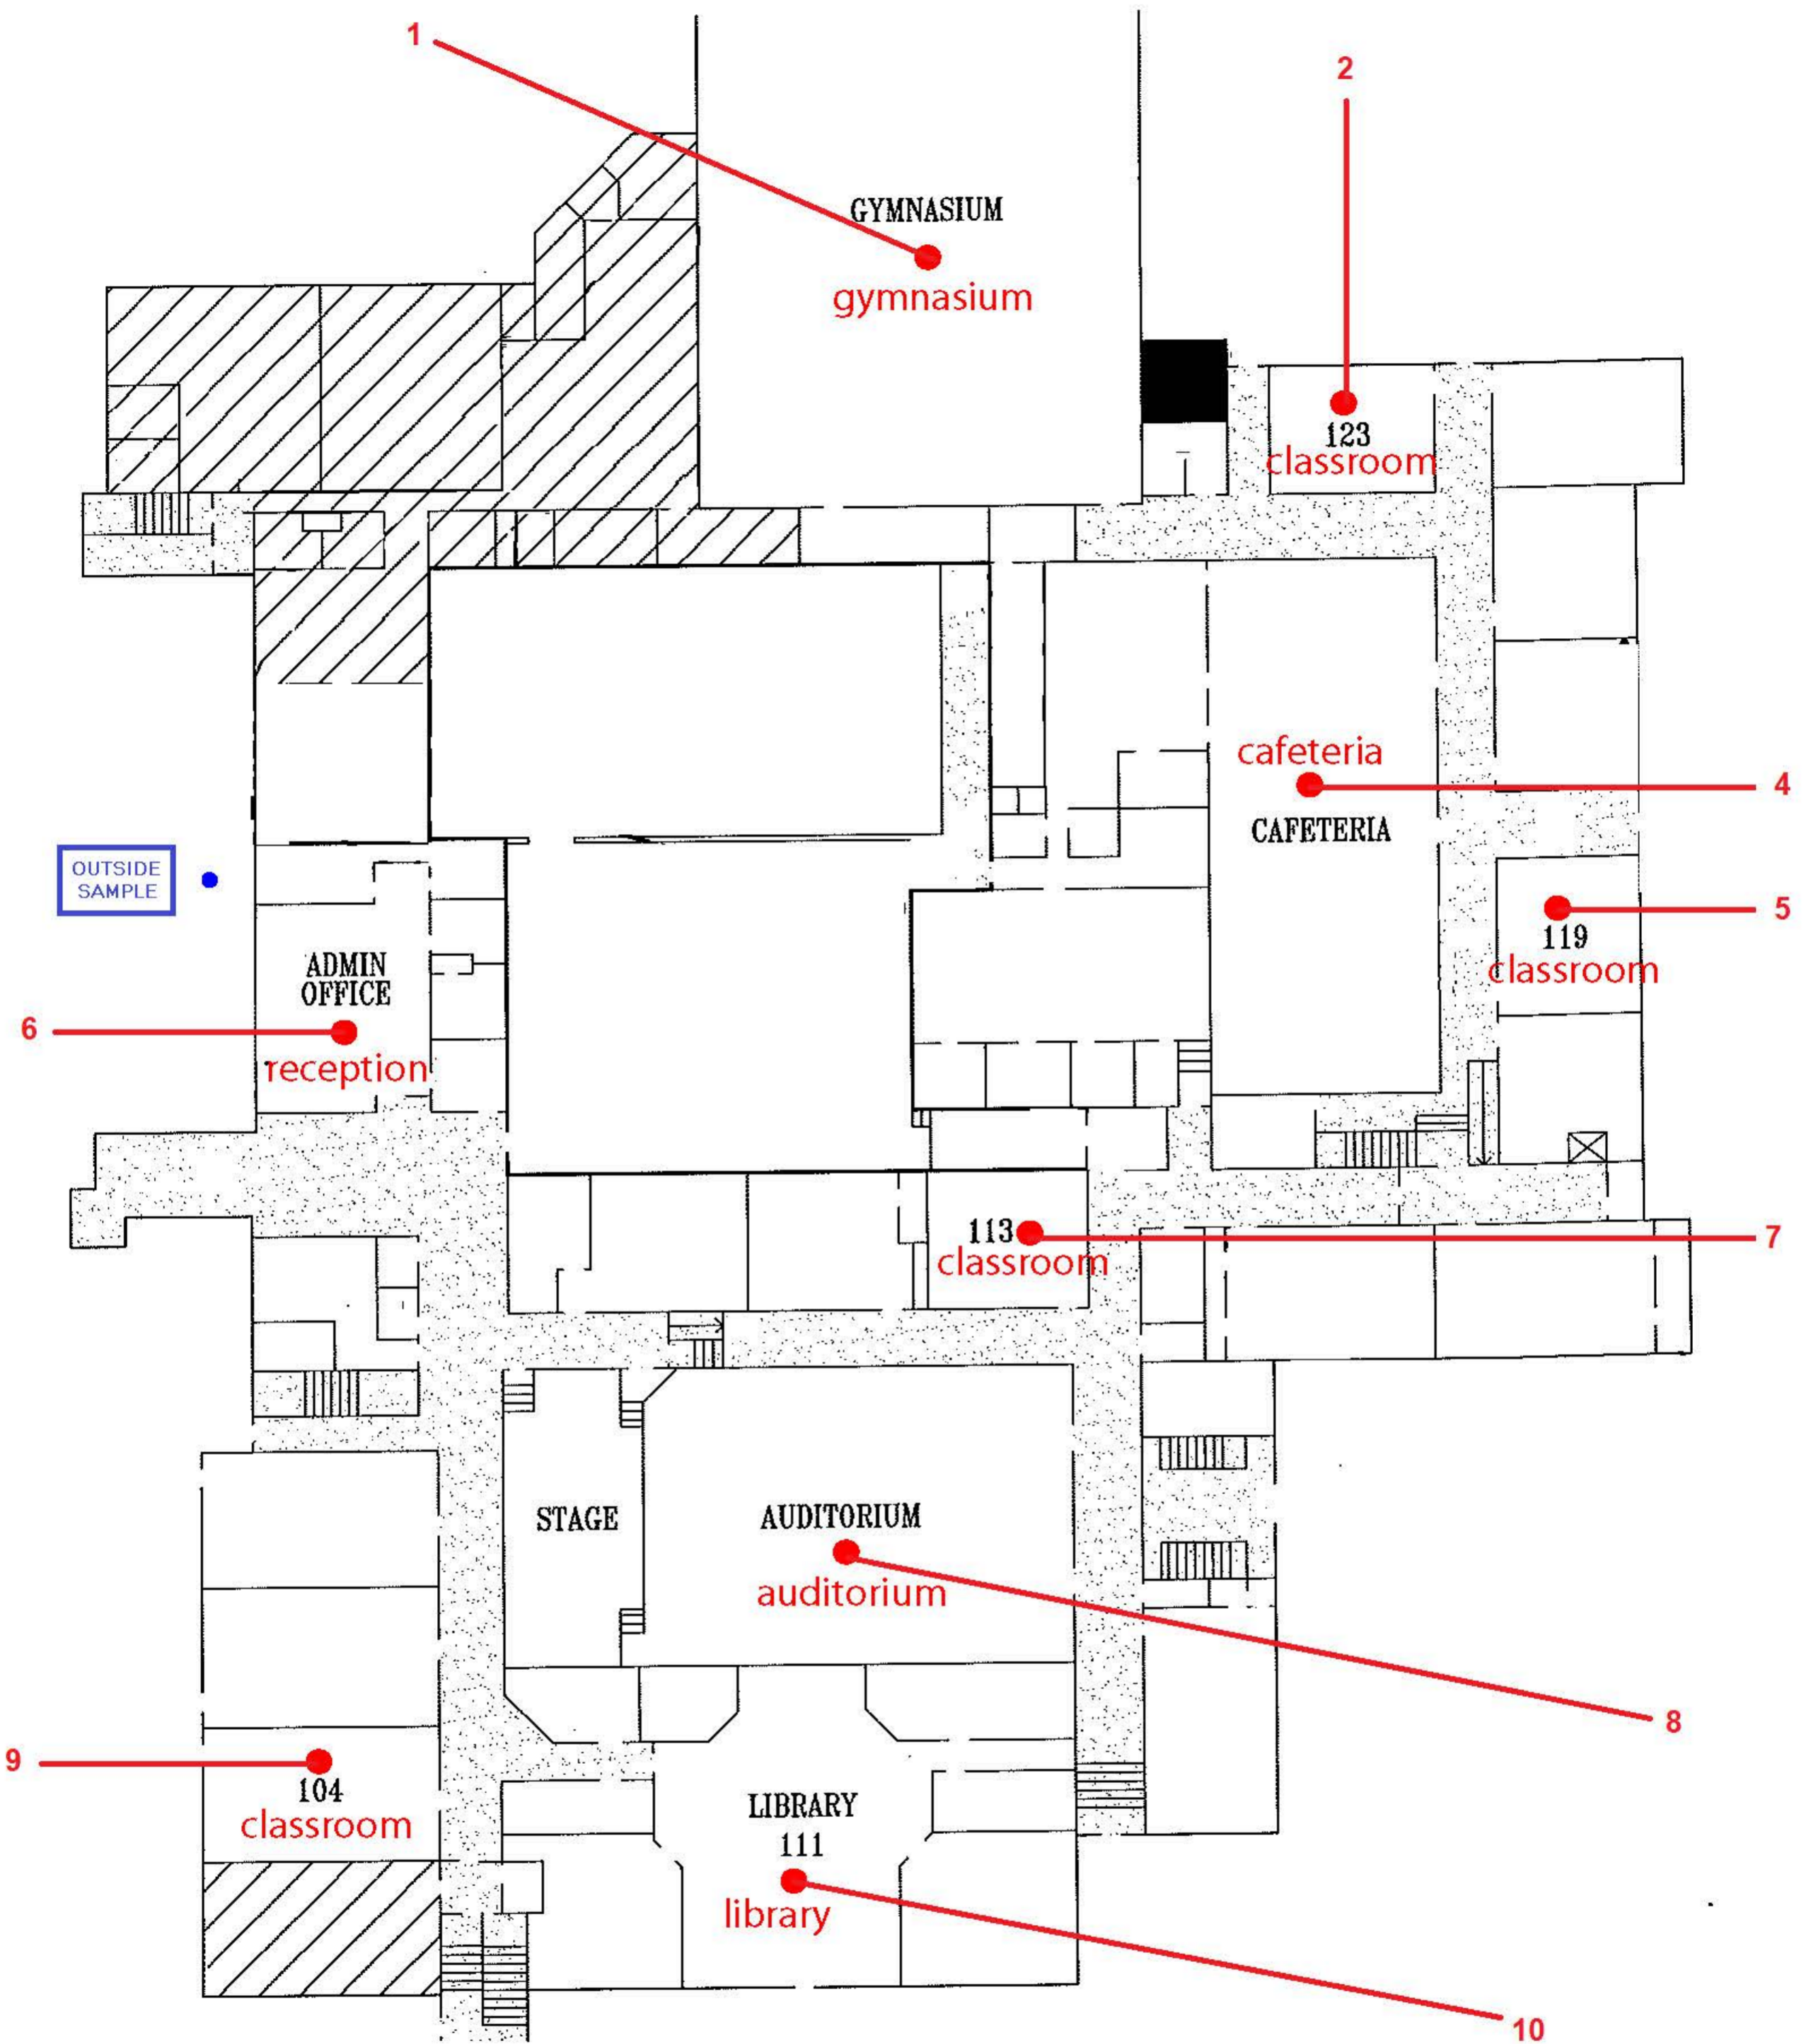 1
2
GYMNASIUM
gymnasium
123
classroom
cafeteria
4
CAFETERIA
OUTSIDE
SAMPLE
5
119
classroom
ADMIN
OFFICE
6
reception
113
7
classroom
STAGE
AUDITORIUM
auditorium
8
9
104
classroom
LIBRARY
111
library
10